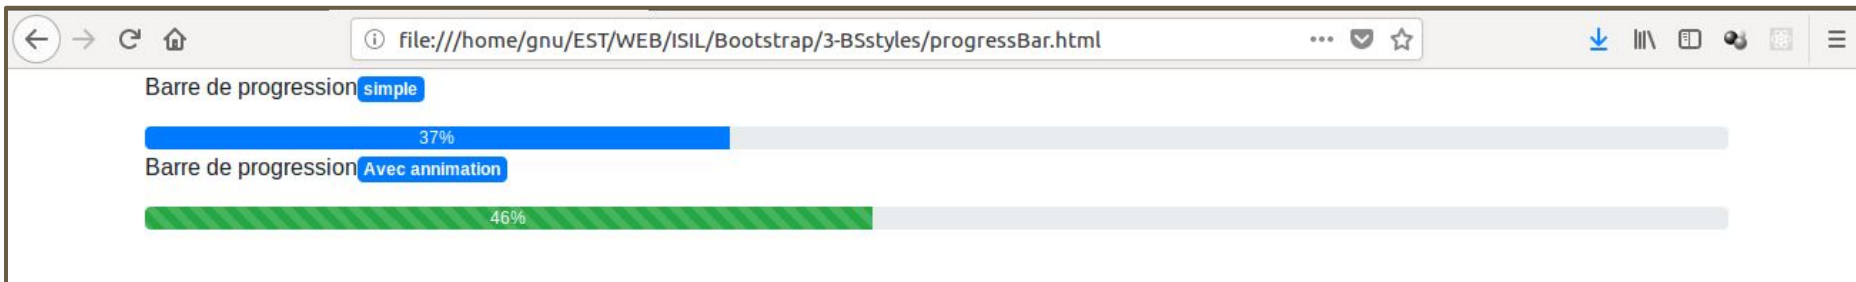 file:///home/gnu/EST/WEB/ISIL/Bootstrap/3-BSstyles/progressBar.html
Barre de progression simple
37%
Barre de progression Avec annimation
46%